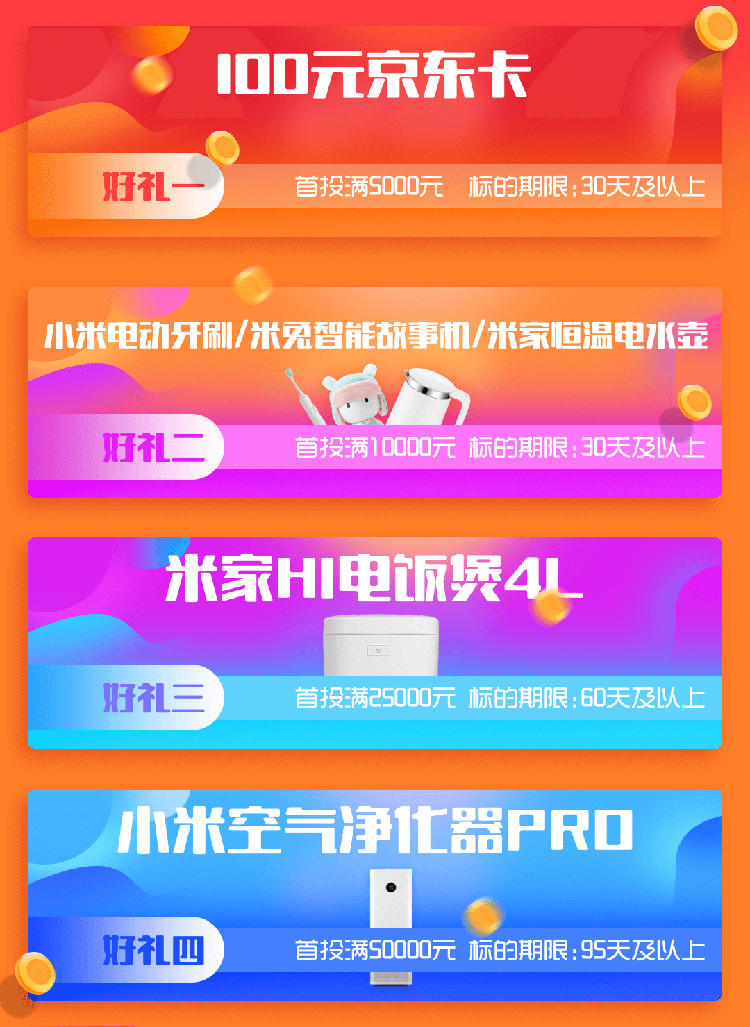 100元京东卡
好礼一
首投满5000元 标的期限:30天及以上
小米电动牙刷/米兔智能故事机/米家恒温电水壶
好礼二
首投满10000元 标的期限:30天及以上
米家HI电饭煲4L
好礼三
首投满25000元 标的期限:60天及以上
小米空气净化器PRO
好礼四
首投满50000元 标的期限:95天及以上